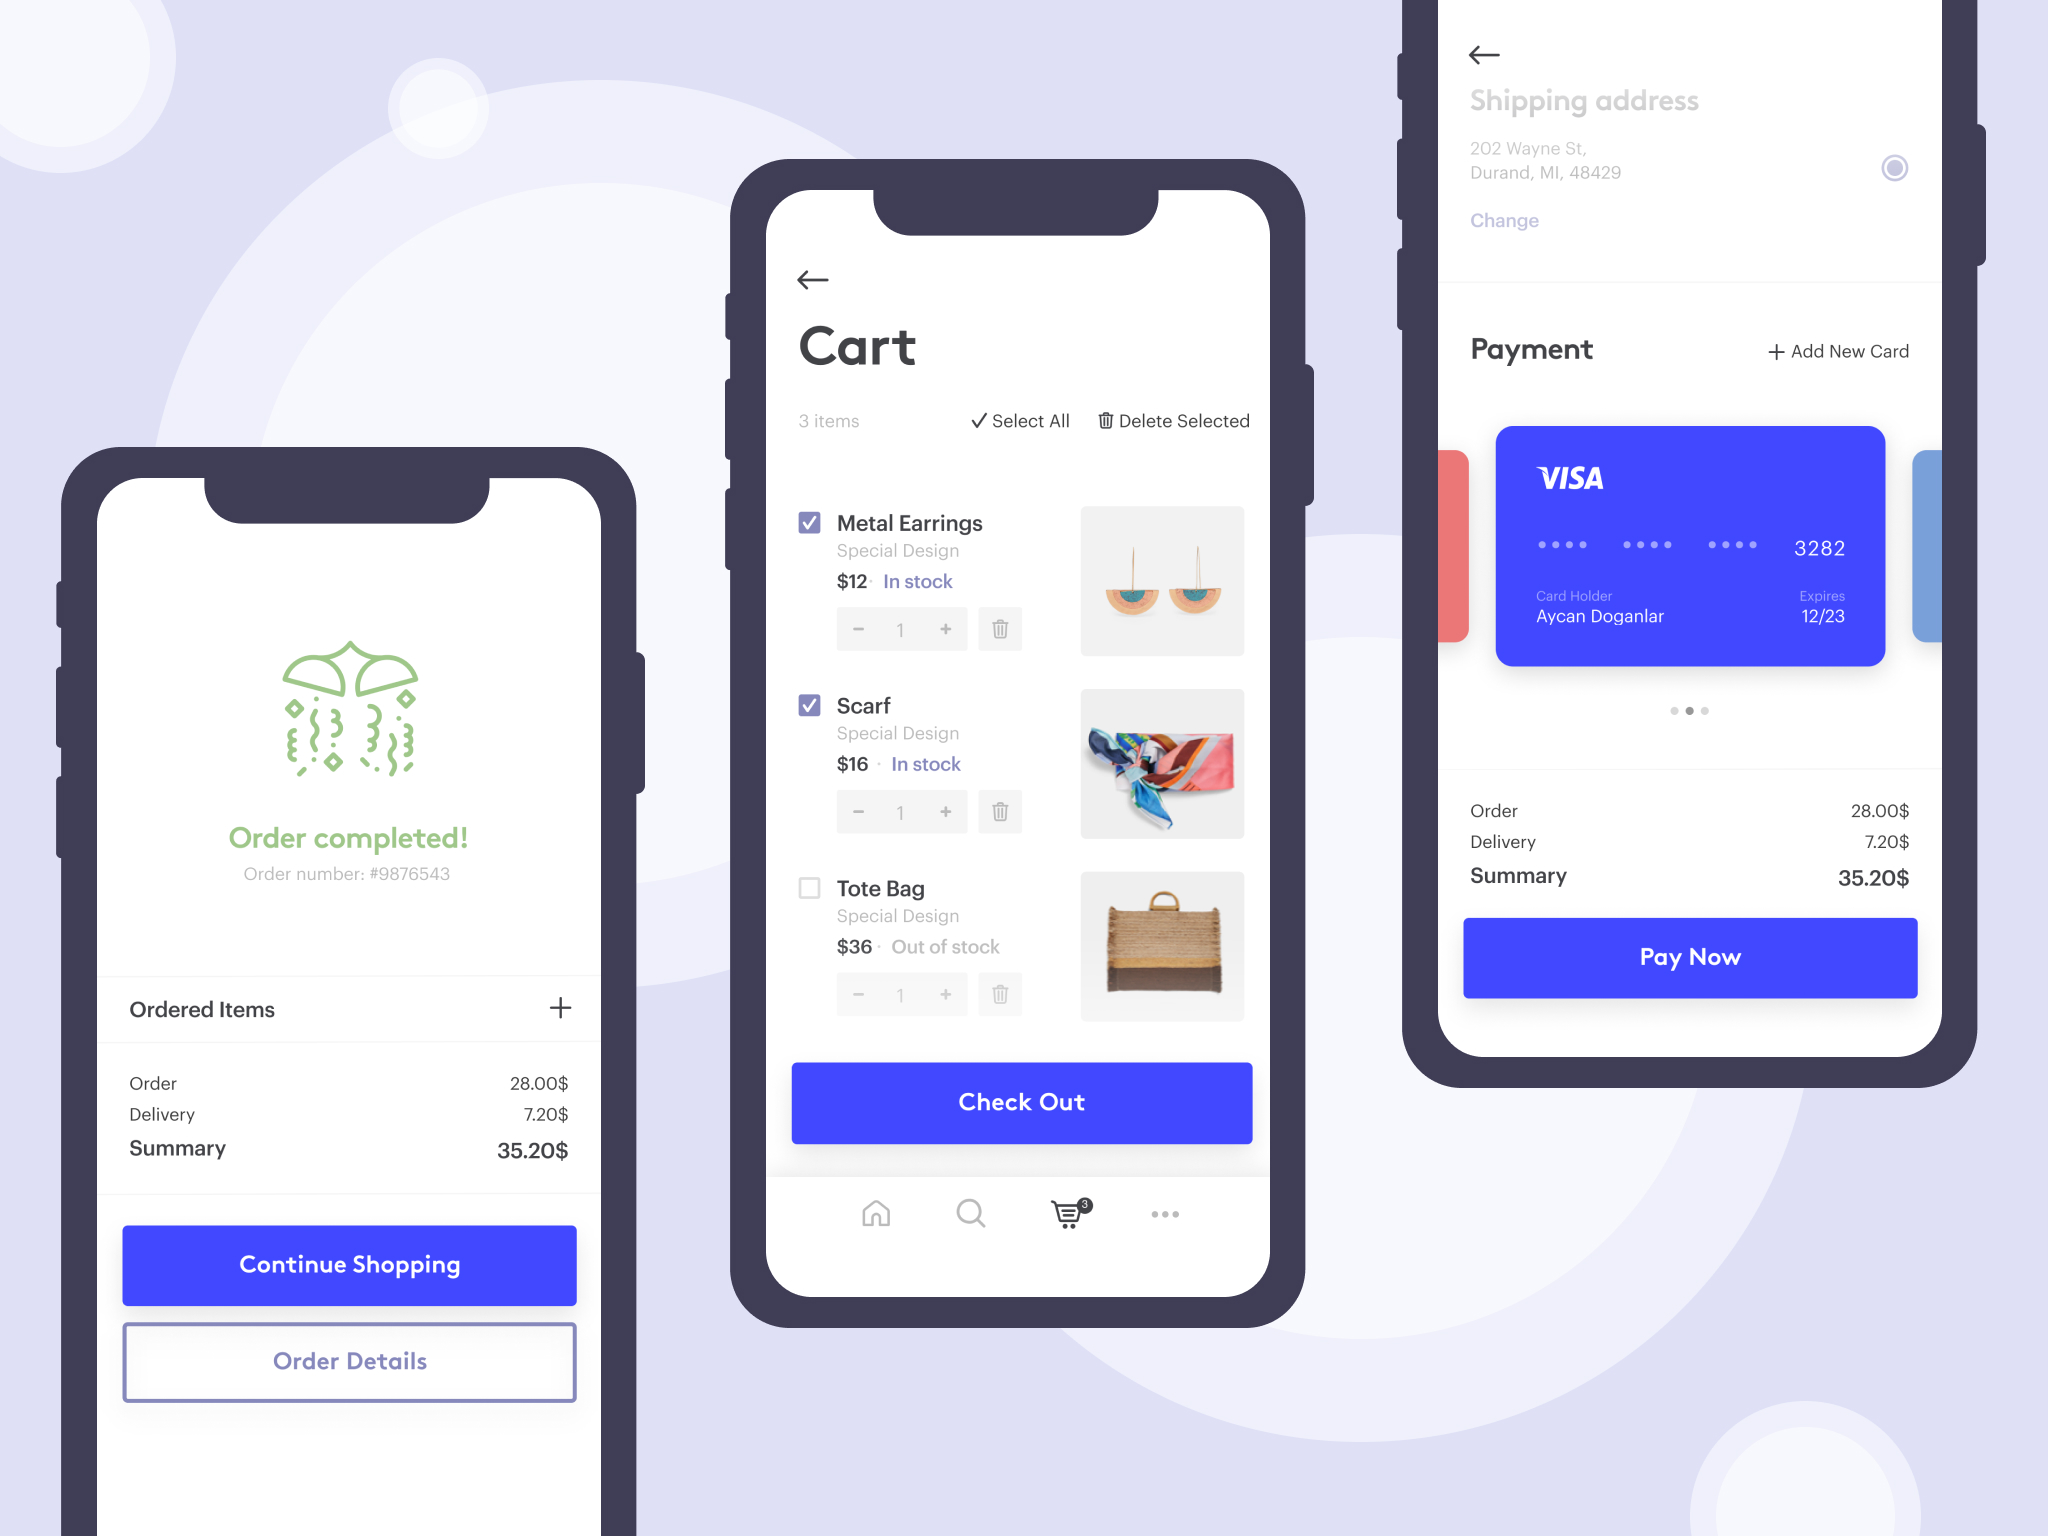 Order completed!
Order number: #9876543
Ordered Items
Order 28.00$
Delivery 7.20$
Summary 35.20$
Continue Shopping
Order Details
Cart
3 items Select All Delete Selected
Metal Earrings
Special Design
$12 · In stock
1
Scarf
Special Design
$16 · In stock
1
Tote Bag
Special Design
$36 · Out of stock
1
Check Out
3
Shipping address
202 Wayne St,
Durand, MI, 48429
Change
Payment + Add New Card
VISA
•••• •••• •••• 3282
Card Holder Expires
Aycan Doganlar 12/23
Order 28.00$
Delivery 7.20$
Summary 35.20$
Pay Now